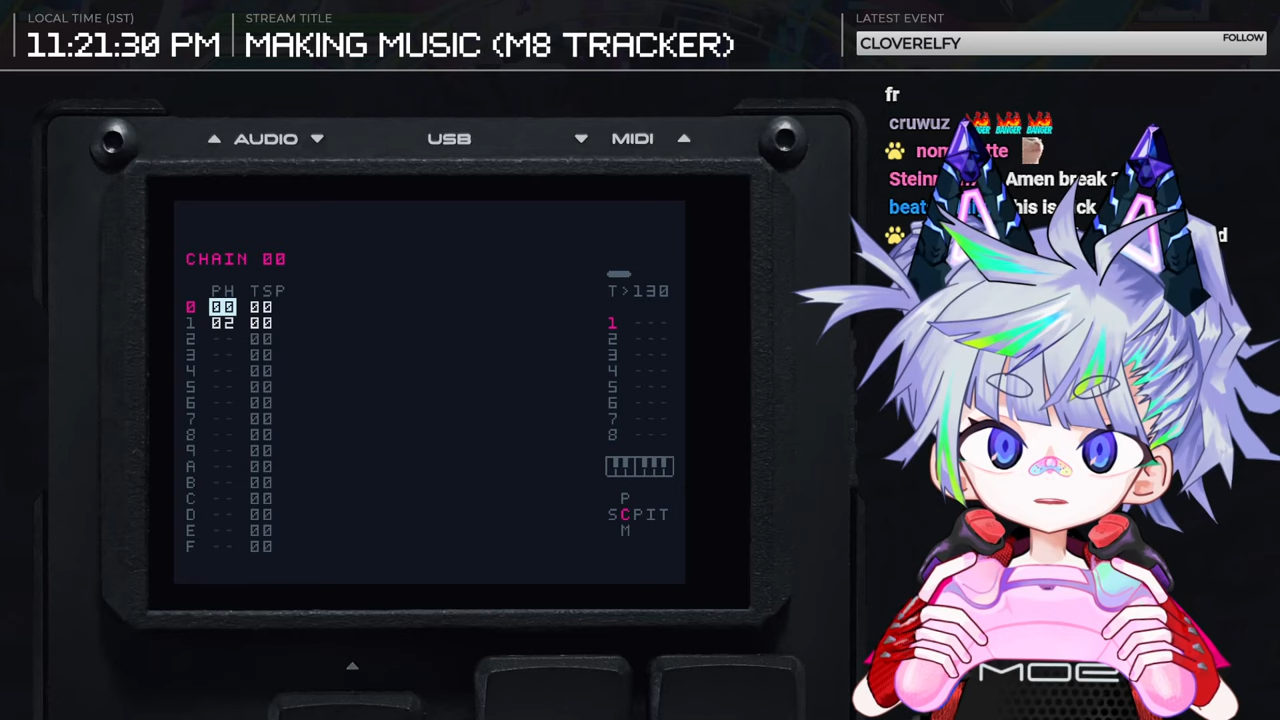 LOCAL TIME (JST)
11:21:30 PM
STREAM TITLE
MAKING MUSIC (M8 TRACKER)
LATEST EVENT
CLOVERELFY
FOLLOW
fr
cruwuz BANGER BANGER BANGER
Amen break ?
AUDIO USB MIDI
CHAIN 00
PH TSP
T>130
0 00 00
1 02 00
2 -- 00
3 -- 00
4 -- 00
5 -- 00
6 -- 00
7 -- 00
8 -- 00
9 -- 00
A -- 00
B -- 00
C -- 00
D -- 00
E -- 00
F -- 00
1 ---
2 ---
3 ---
4 ---
5 ---
6 ---
7 ---
8 ---
P
SCPIT
M
MOE